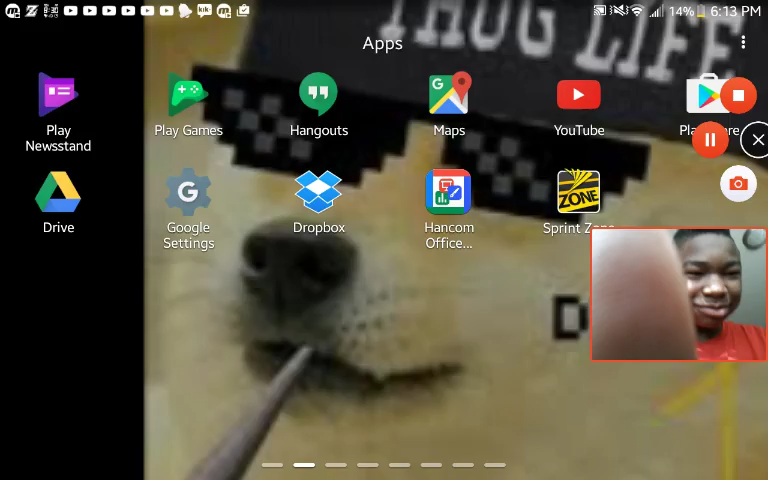 kik 14% 6:13 PM
THUG LIFE
Apps
Play Newsstand
Play Games
Hangouts
Maps
YouTube
Drive
Google Settings
Dropbox
Hancom Office...
ZONE
Sprint
D